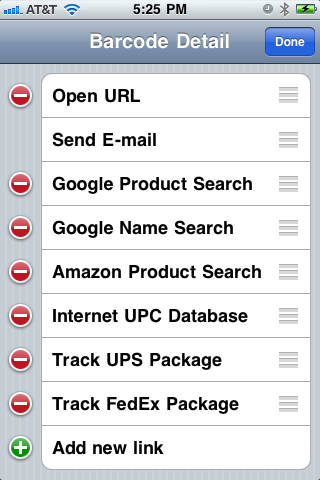 AT&T 5:25 PM
Barcode Detail Done
Open URL
Send E-mail
Google Product Search
Google Name Search
Amazon Product Search
Internet UPC Database
Track UPS Package
Track FedEx Package
Add new link